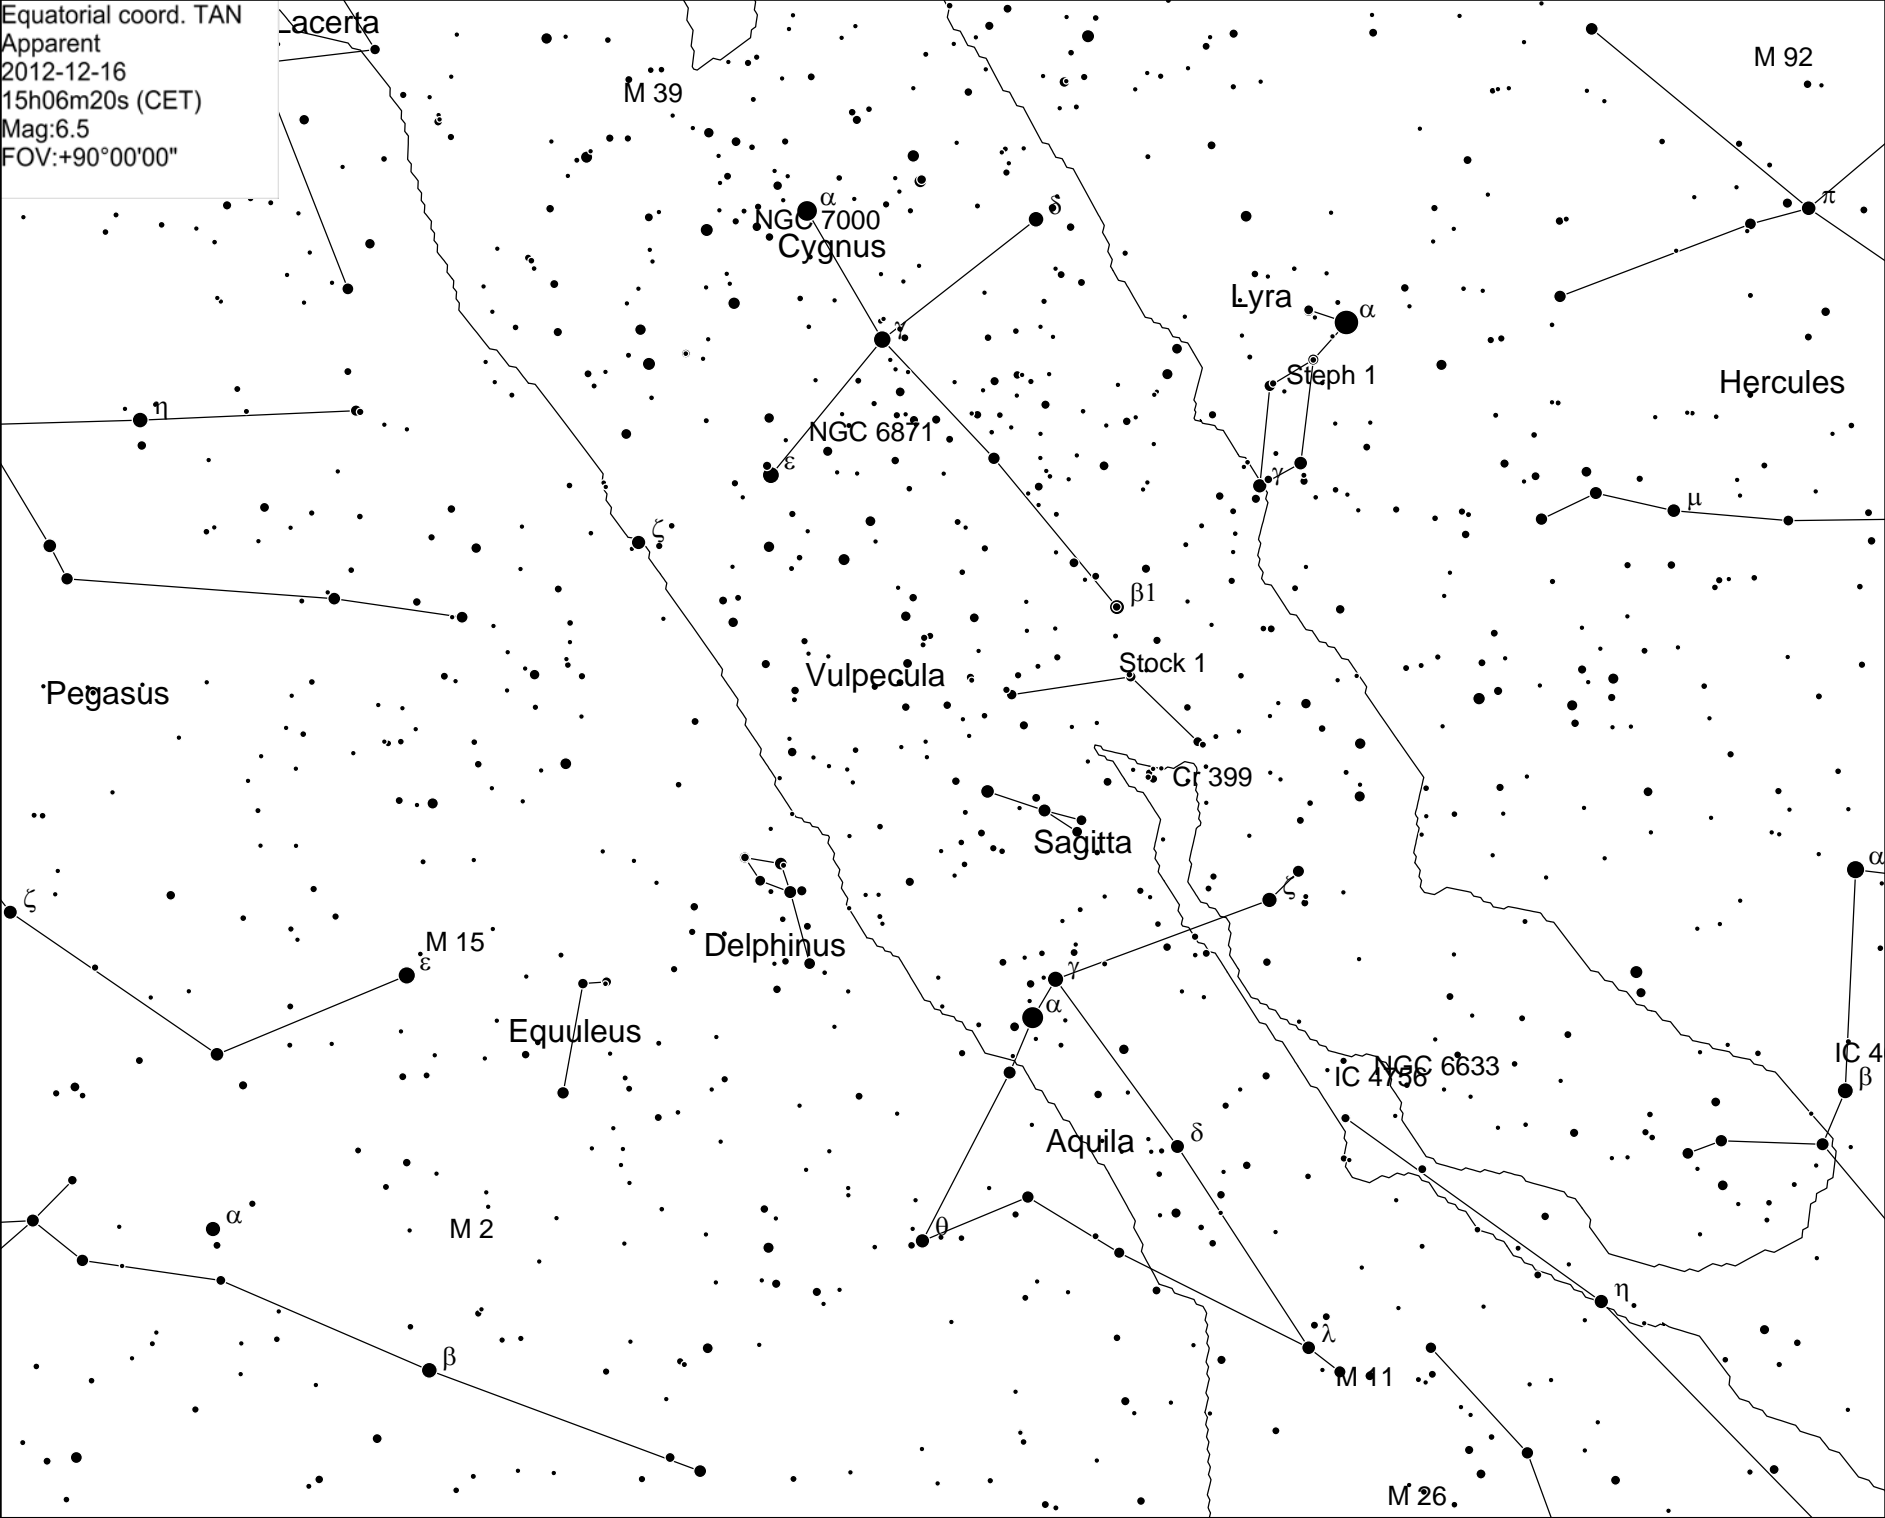 Equatorial coord. TAN
Apparent
2012-12-16
15h06m20s (CET)
Mag:6.5
FOV:+90°00'00"
Lacerta
M 92
M 39
α
NGC 7000
Cygnus
δ
π
Lyra
α
γ
Steph 1
Hercules
η
NGC 6871
ε
γ
μ
ζ
β1
Stock 1
Vulpecula
Pegasus
Cr 399
Sagitta
α
ζ
ζ
M 15
ε
Delphinus
γ
α
Equuleus
IC 4
NGC 6633
IC 4756
β
Aquila
δ
α
M 2
θ
η
λ
β
M 11
M 26